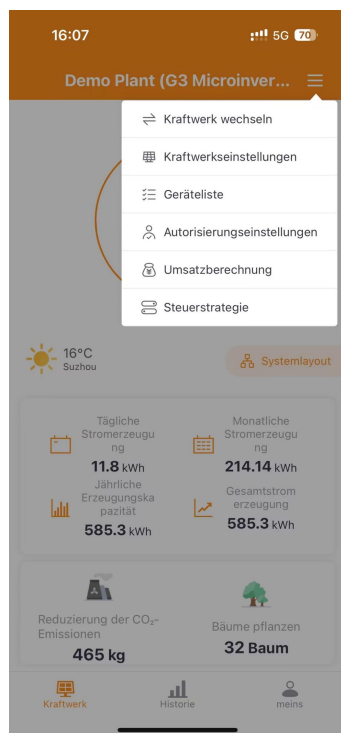 16:07
5G 70
Demo Plant (G3 Microinver...
Kraftwerk wechseln
Kraftwerkseinstellungen
Geräteliste
Autorisierungseinstellungen
Umsatzberechnung
Steuerstrategie
16°C
Suzhou
Systemlayout
Tägliche
Stromerzeugu
ng
11.8 kWh
Monatliche
Stromerzeugu
ng
214.14 kWh
Jährliche
Erzeugungska
pazität
585.3 kWh
Gesamtstrom
erzeugung
585.3 kWh
Reduzierung der CO₂-
Emissionen
465 kg
Bäume pflanzen
32 Baum
Kraftwerk
Historie
meins